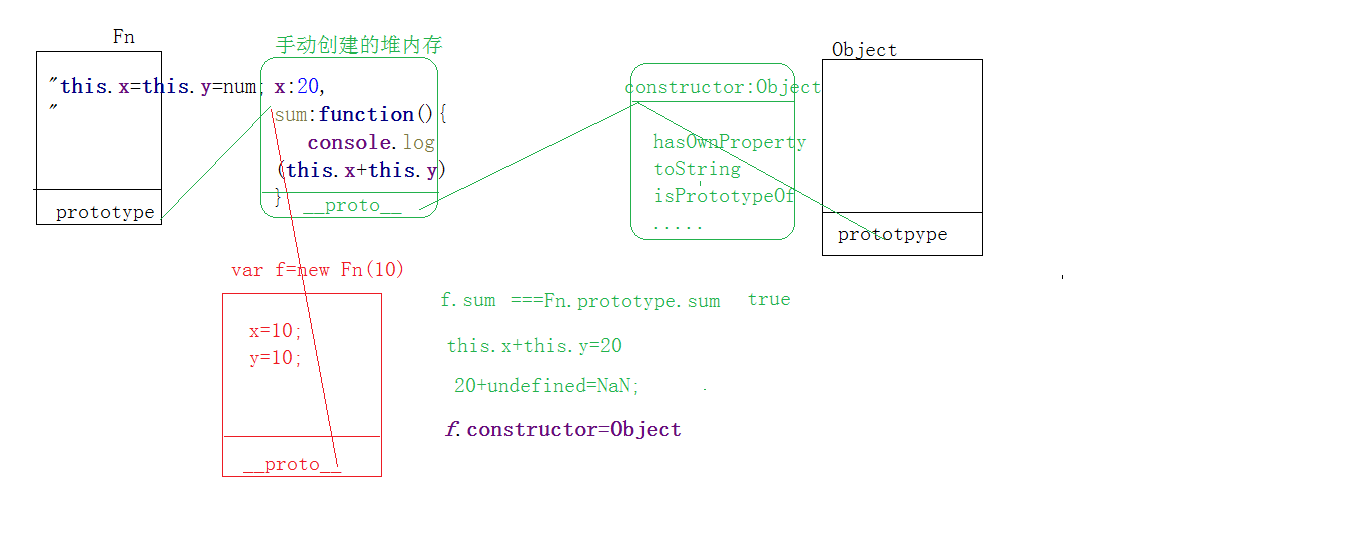 Fn
"this.x=this.y=num;
"
prototype
手动创建的堆内存
x:20,
sum:function(){
console.log
(this.x+this.y)
}
__proto__
constructor:Object
hasOwnProperty
toString
isPrototypeOf
.....
Object
prototpype
var f=new Fn(10)
x=10;
y=10;
__proto__
f.sum ===Fn.prototype.sum true
this.x+this.y=20
20+undefined=NaN;
f.constructor=Object